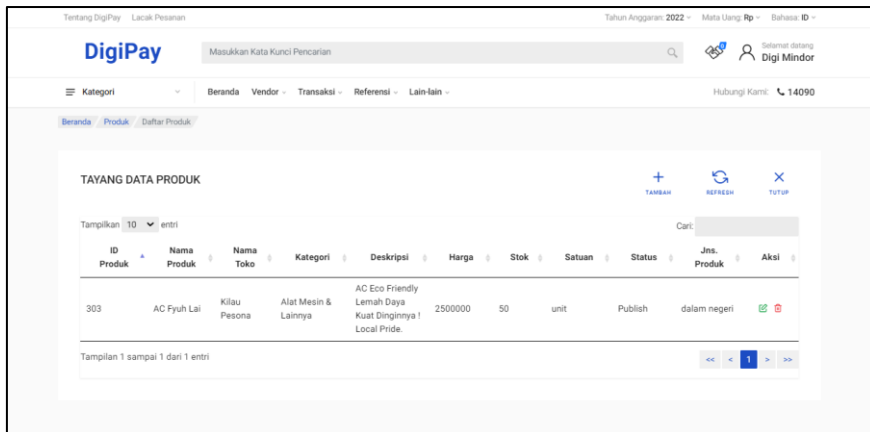 Tentang DigiPay Lacak Pesanan Tahun Anggaran: 2022 Mata Uang: Rp Bahasa: ID
DigiPay Masukkan Kata Kunci Pencarian 0 Selamat datang
Digi Mindor
Kategori Beranda Vendor Transaksi Referensi Lain-lain Hubungi Kami: 14090
Beranda / Produk / Daftar Produk
TAYANG DATA PRODUK
TAMBAH REFRESH TUTUP
Tampilkan 10 entri Cari:
ID Produk Nama Produk Nama Toko Kategori Deskripsi Harga Stok Satuan Status Jns. Produk Aksi
303 AC Fyuh Lai Kilau Pesona Alat Mesin & Lainnya AC Eco Friendly Lemah Daya Kuat Dinginnya ! Local Pride. 2500000 50 unit Publish dalam negeri
Tampilan 1 sampai 1 dari 1 entri << < 1 > >>